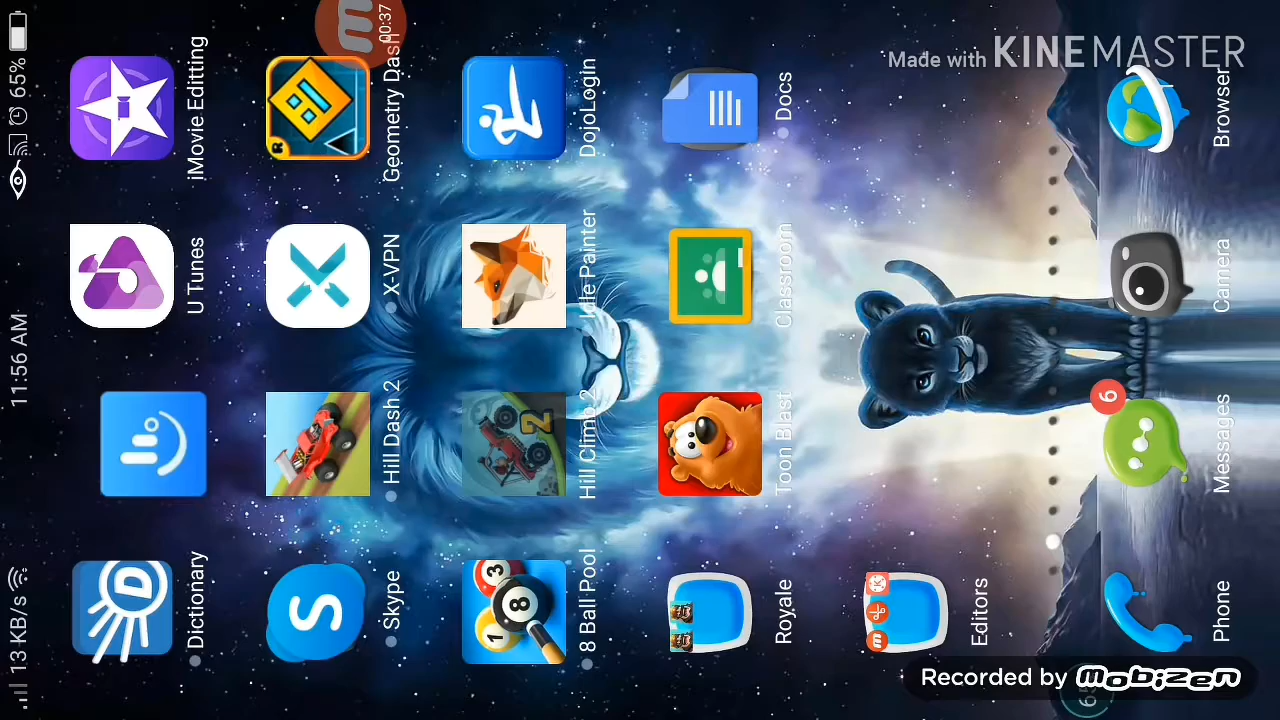 13 KB/s
11:56 AM
65%
Dictionary
U Tunes
iMovie Editting
Skype
Hill Dash 2
X-VPN
Geometry Dash
8 Ball Pool
Hill Climb 2
Idle Painter
DojoLogin
Royale
Toon Blast
Classroom
Docs
Editors
Phone
Messages
6
Camera
Browser
00:37
Made with KINEMASTER
Recorded by mobizen